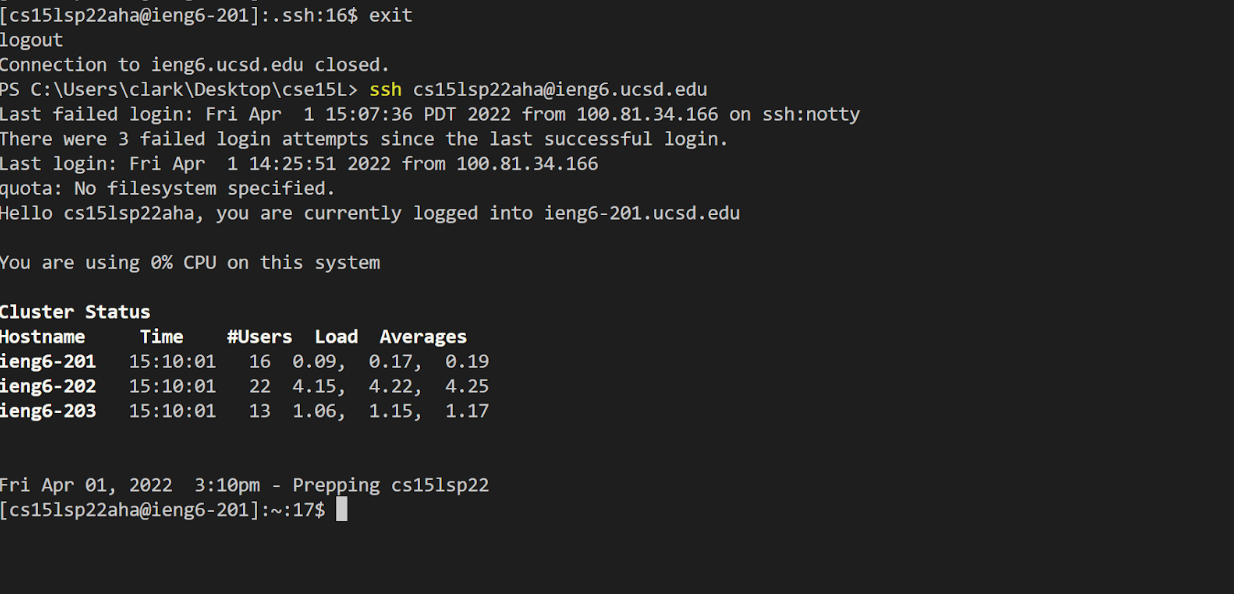 [cs15lsp22aha@ieng6-201]:.ssh:16$ exit
logout
Connection to ieng6.ucsd.edu closed.
PS C:\Users\clark\Desktop\cse15L> ssh cs15lsp22aha@ieng6.ucsd.edu
Last failed login: Fri Apr  1 15:07:36 PDT 2022 from 100.81.34.166 on ssh:notty
There were 3 failed login attempts since the last successful login.
Last login: Fri Apr  1 14:25:51 2022 from 100.81.34.166
quota: No filesystem specified.
Hello cs15lsp22aha, you are currently logged into ieng6-201.ucsd.edu
You are using 0% CPU on this system
Cluster Status
Hostname     Time    #Users  Load  Averages
ieng6-201   15:10:01   16  0.09,  0.17,  0.19
ieng6-202   15:10:01   22  4.15,  4.22,  4.25
ieng6-203   15:10:01   13  1.06,  1.15,  1.17
Fri Apr 01, 2022  3:10pm - Prepping cs15lsp22
[cs15lsp22aha@ieng6-201]:~:17$